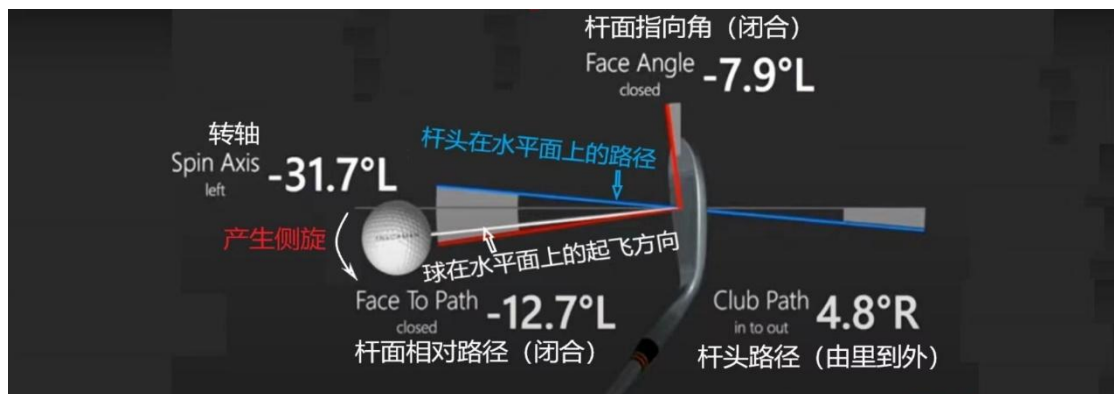 杆面指向角（闭合）
Face Angle
closed
-7.9°L
转轴
Spin Axis
left
-31.7°L
杆头在水平面上的路径
产生侧旋
球在水平面上的起飞方向
Face To Path
closed
-12.7°L
杆面相对路径（闭合）
Club Path
in to out
4.8°R
杆头路径（由里到外）